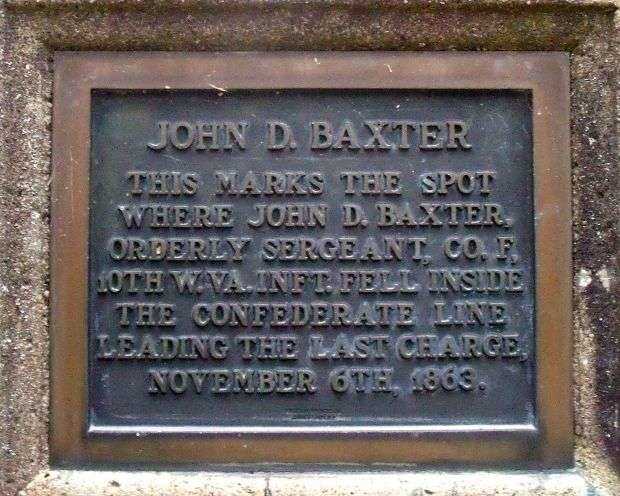 JOHN D. BAXTER
THIS MARKS THE SPOT
WHERE JOHN D. BAXTER,
ORDERLY SERGEANT, CO. F,
10TH W.VA. INFT. FELL INSIDE
THE CONFEDERATE LINE
LEADING THE LAST CHARGE,
NOVEMBER 6TH, 1863.